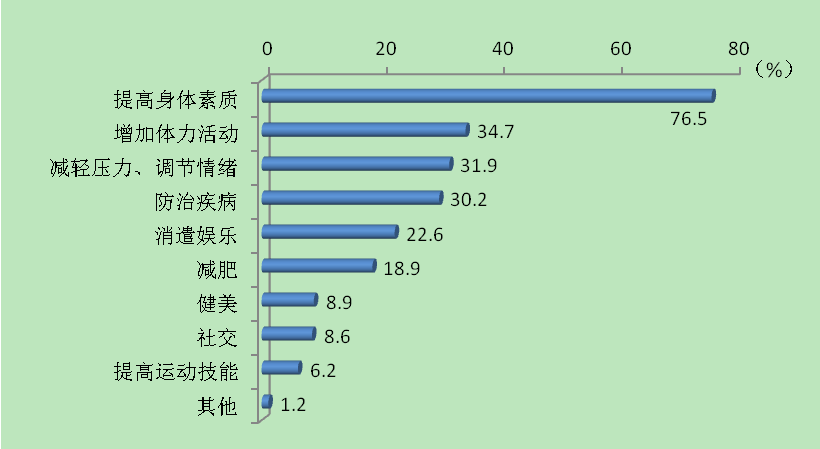 0 20 40 60 80
(%)
提高身体素质 76.5
增加体力活动 34.7
减轻压力、调节情绪 31.9
防治疾病 30.2
消遣娱乐 22.6
减肥 18.9
健美 8.9
社交 8.6
提高运动技能 6.2
其他 1.2